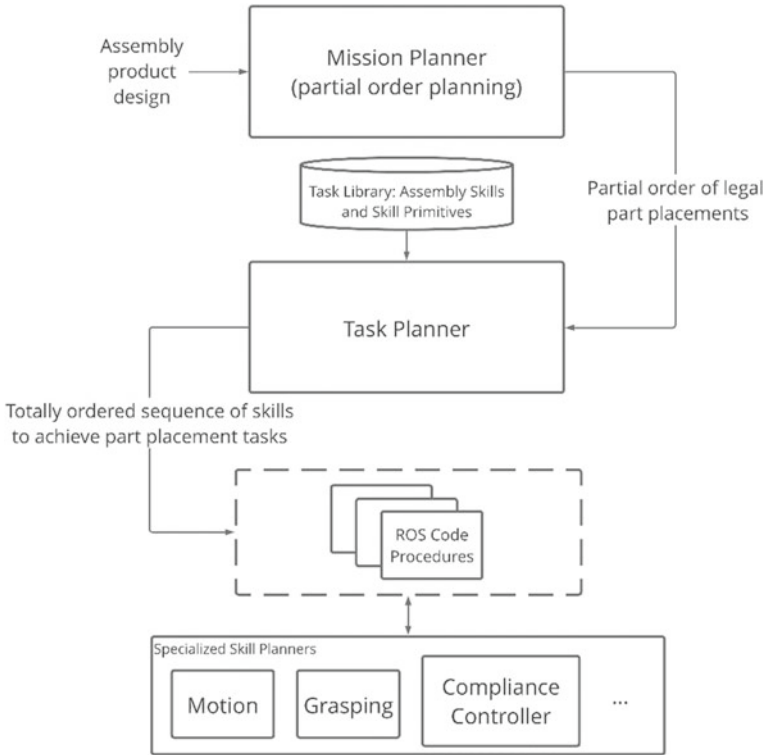 Assembly
product
design
Mission Planner
(partial order planning)
Task Library: Assembly Skills
and Skill Primitives
Partial order of legal
part placements
Task Planner
Totally ordered sequence of skills
to achieve part placement tasks
ROS Code
Procedures
Specialized Skill Planners
Motion
Grasping
Compliance
Controller
...